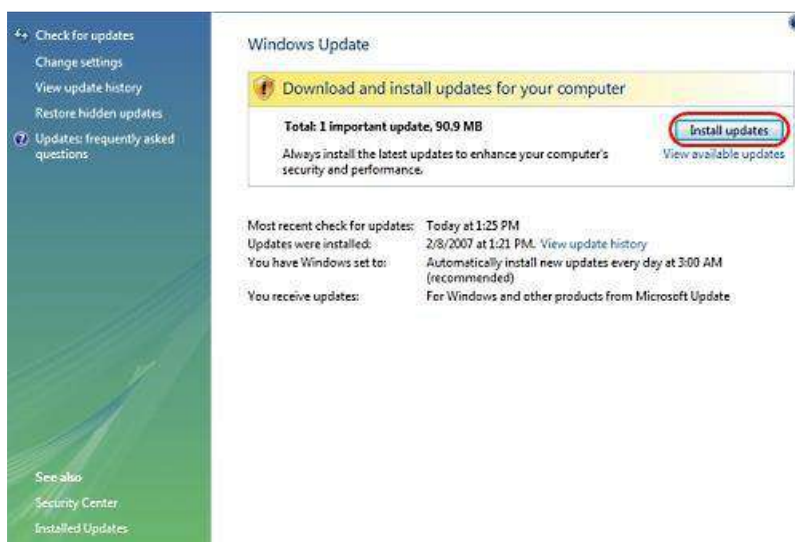 Check for updates
Change settings
View update history
Restore hidden updates
Updates: frequently asked
questions
See also
Security Center
Installed Updates
Windows Update
Download and install updates for your computer
Total: 1 important update, 90.9 MB
Install updates
Always install the latest updates to enhance your computer's
security and performance.
View available updates
Most recent check for updates: Today at 1:25 PM
Updates were installed: 2/8/2007 at 1:21 PM. View update history
You have Windows set to: Automatically install new updates every day at 3:00 AM
(recommended)
You receive updates: For Windows and other products from Microsoft Update